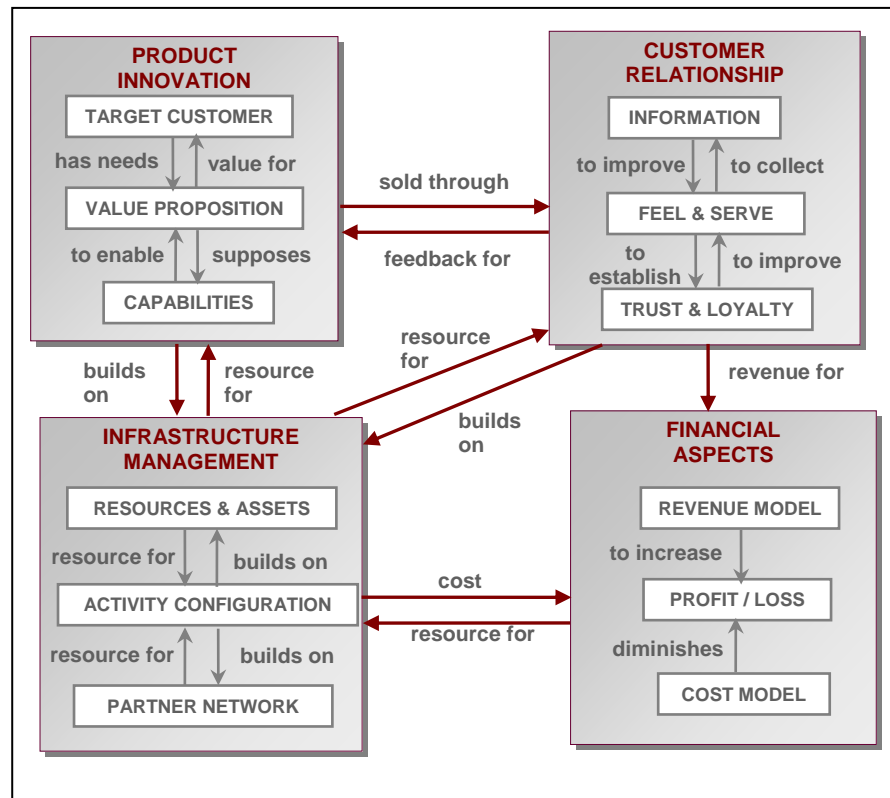 PRODUCT
INNOVATION
TARGET CUSTOMER
has needs
value for
VALUE PROPOSITION
to enable
supposes
CAPABILITIES
sold through
feedback for
CUSTOMER
RELATIONSHIP
INFORMATION
to improve
to collect
FEEL & SERVE
to
establish
to improve
TRUST & LOYALTY
builds
on
resource
for
resource
for
builds
on
revenue for
INFRASTRUCTURE
MANAGEMENT
RESOURCES & ASSETS
resource for
builds on
ACTIVITY CONFIGURATION
resource for
builds on
PARTNER NETWORK
cost
resource for
FINANCIAL
ASPECTS
REVENUE MODEL
to increase
PROFIT / LOSS
diminishes
COST MODEL